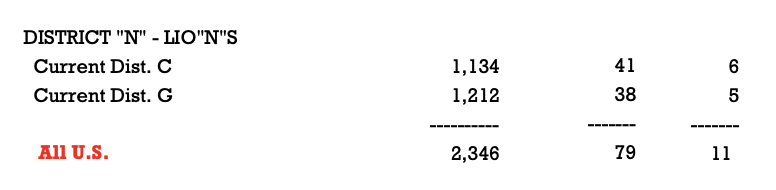 DISTRICT "N" - LIO"N"S
Current Dist. C 1,134 41 6
Current Dist. G 1,212 38 5
---------- ------- -------
All U.S. 2,346 79 11